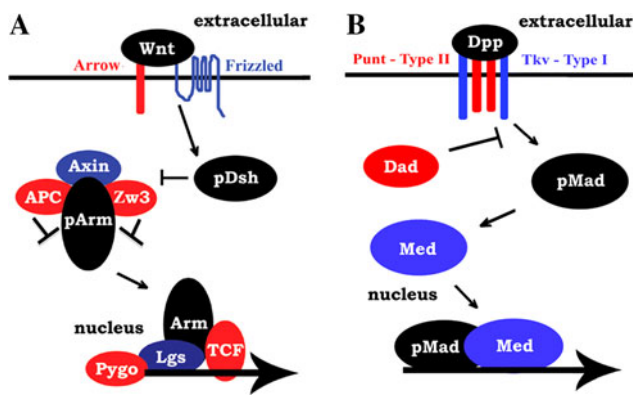 A
extracellular
Wnt
Arrow
Frizzled
Axin
APC
Zw3
pArm
pDsh
nucleus
Arm
Lgs
TCF
Pygo
B
extracellular
Dpp
Punt - Type II
Tkv - Type I
Dad
pMad
Med
nucleus
pMad
Med